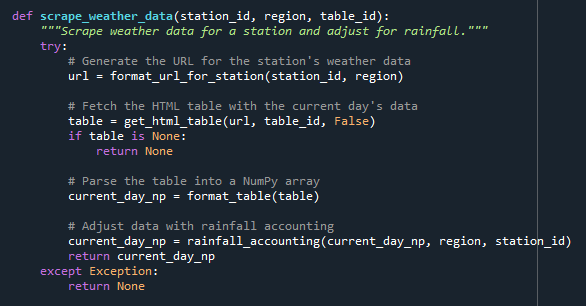 def scrape_weather_data(station_id, region, table_id):
    """Scrape weather data for a station and adjust for rainfall."""
    try:
        # Generate the URL for the station's weather data
        url = format_url_for_station(station_id, region)

        # Fetch the HTML table with the current day's data
        table = get_html_table(url, table_id, False)
        if table is None:
            return None

        # Parse the table into a NumPy array
        current_day_np = format_table(table)

        # Adjust data with rainfall accounting
        current_day_np = rainfall_accounting(current_day_np, region, station_id)
        return current_day_np
    except Exception:
        return None